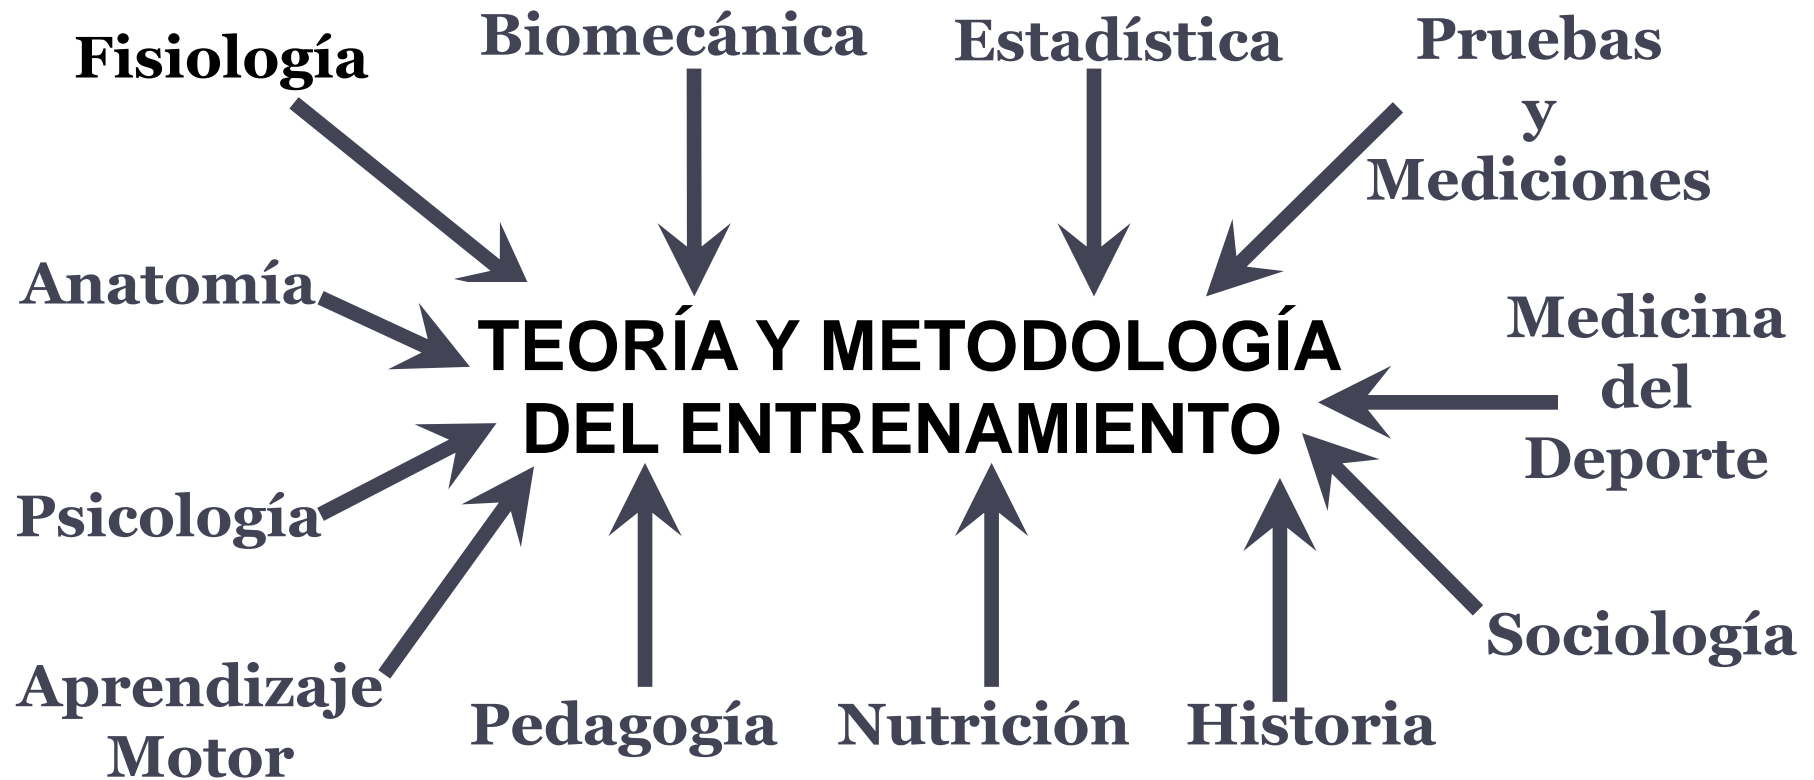 Fisiología
Biomecánica
Estadística
Pruebas
y
Mediciones
Anatomía
TEORÍA Y METODOLOGÍA
DEL ENTRENAMIENTO
Medicina
del
Deporte
Psicología
Sociología
Aprendizaje
Motor
Pedagogía
Nutrición
Historia